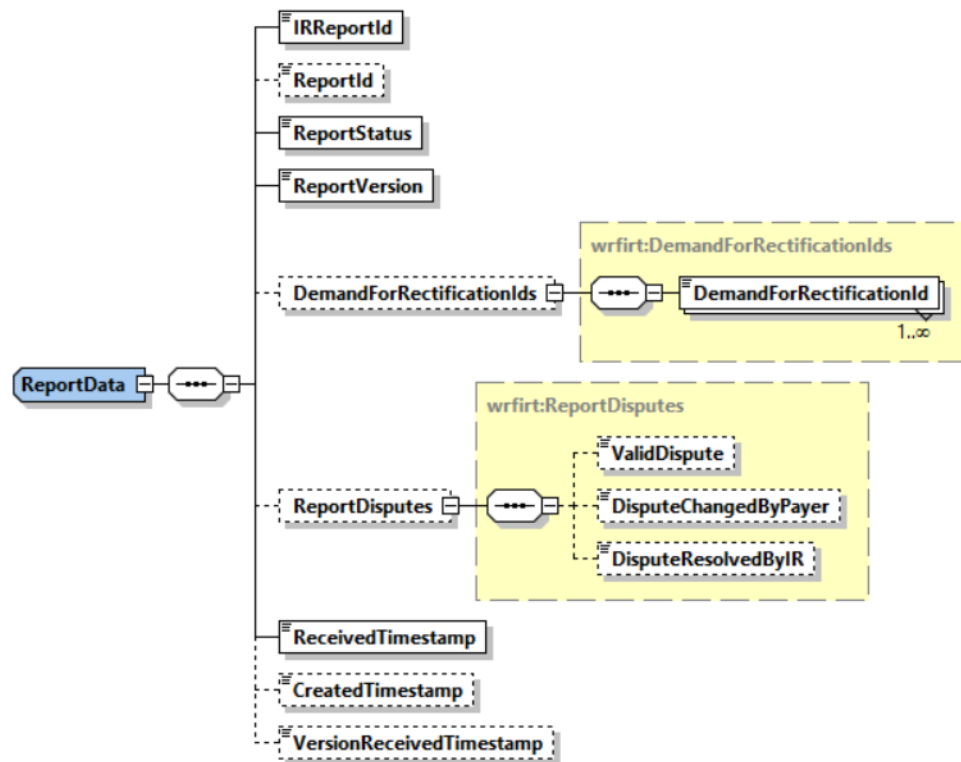 IRReportId
ReportId
ReportStatus
ReportVersion
wrfirt:DemandForRectificationIds
DemandForRectificationIds
DemandForRectificationId
1..∞
ReportData
wrfirt:ReportDisputes
ValidDispute
ReportDisputes
DisputeChangedByPayer
DisputeResolvedByIR
ReceivedTimestamp
CreatedTimestamp
VersionReceivedTimestamp